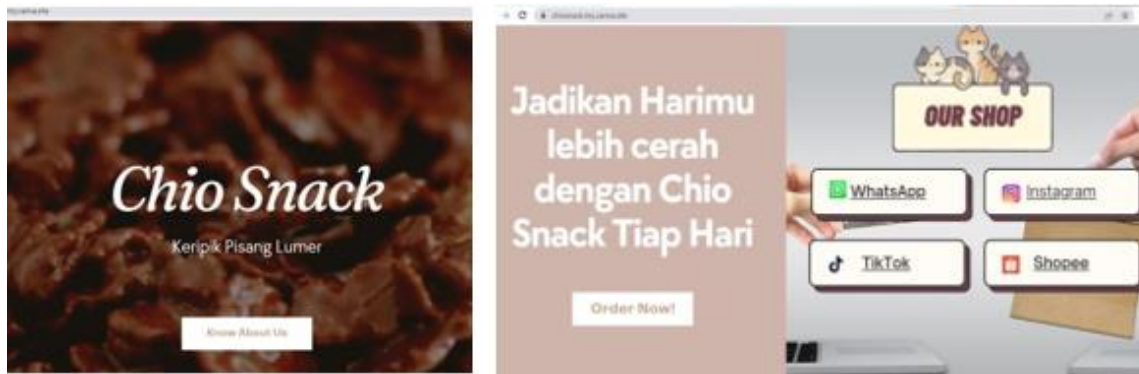 Chio Snack
Keripik Pisang Lumer
Know About Us
Jadikan Harimu
lebih cerah
dengan Chio
Snack Tiap Hari
Order Now!
OUR SHOP
WhatsApp
Instagram
TikTok
Shopee